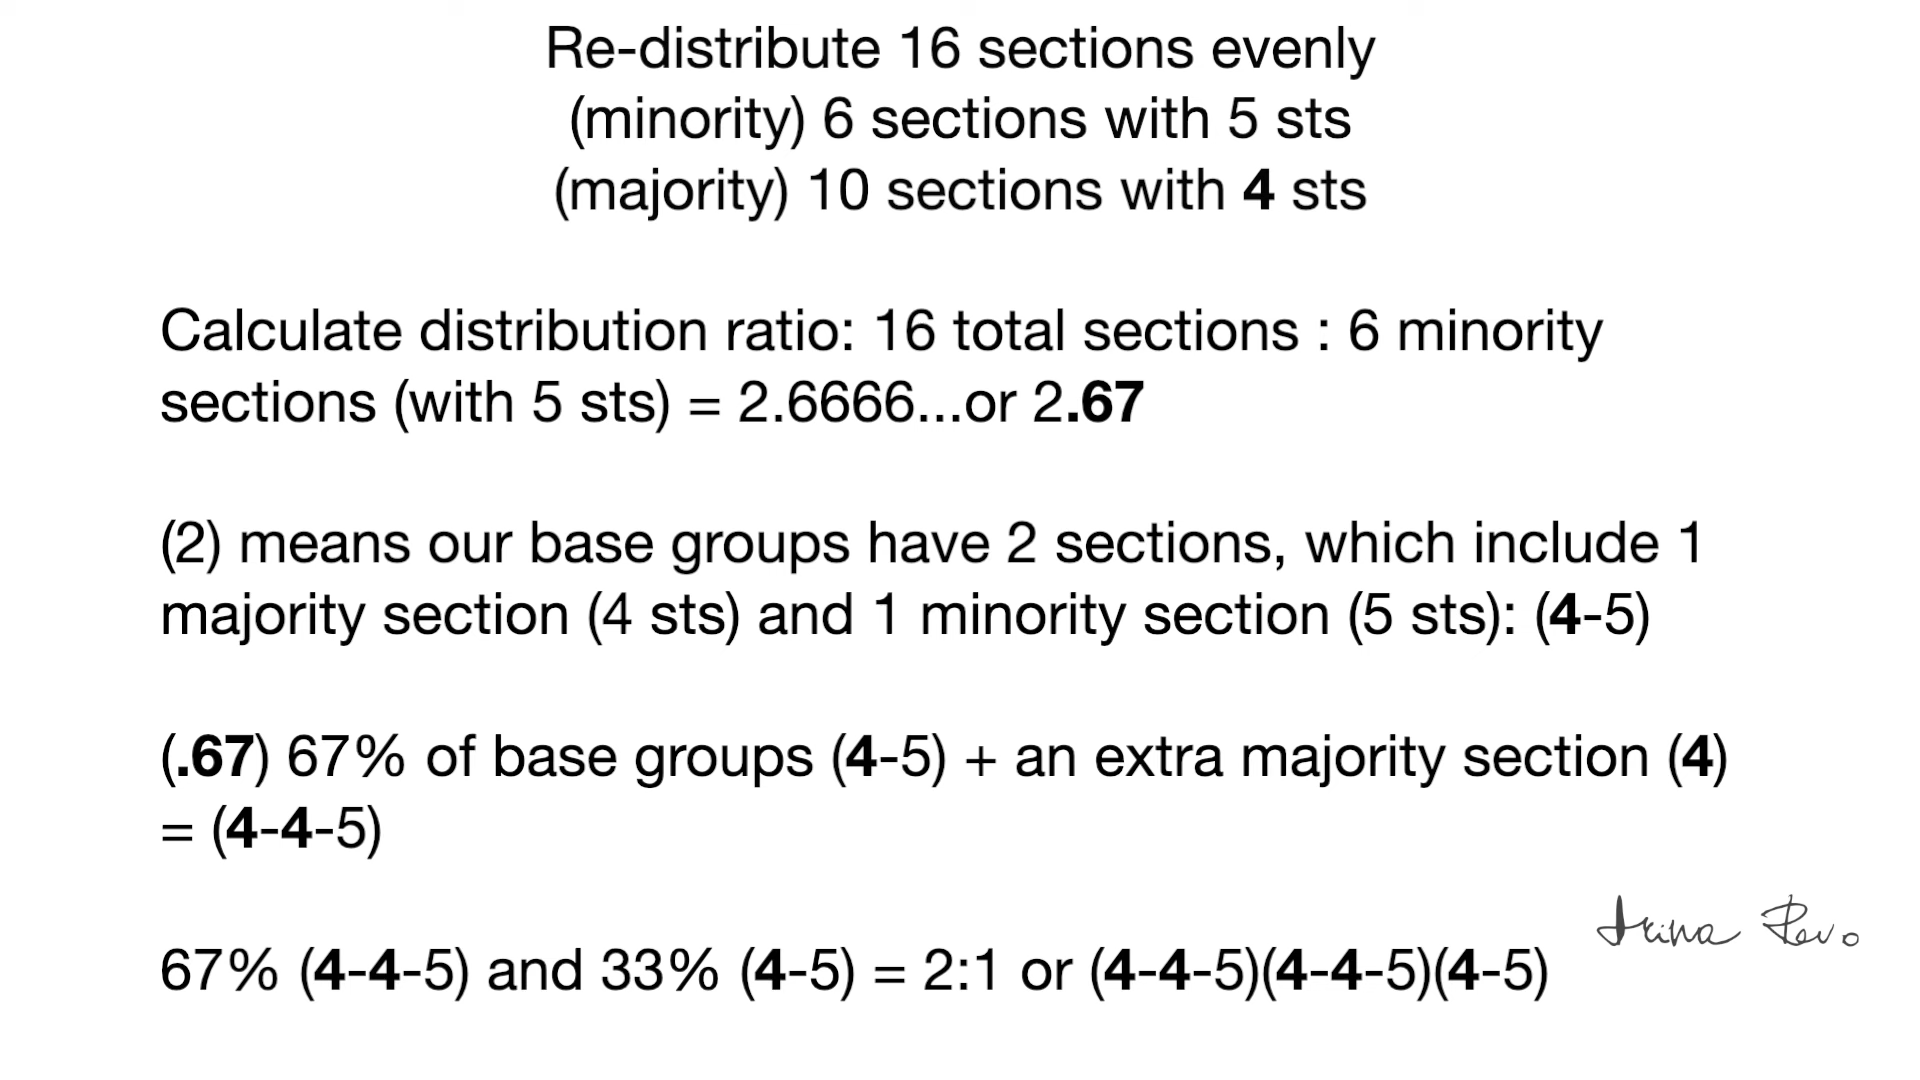 Re-distribute 16 sections evenly
(minority) 6 sections with 5 sts
(majority) 10 sections with 4 sts
Calculate distribution ratio: 16 total sections : 6 minority
sections (with 5 sts) = 2.6666...or 2.67
(2) means our base groups have 2 sections, which include 1
majority section (4 sts) and 1 minority section (5 sts): (4-5)
(.67) 67% of base groups (4-5) + an extra majority section (4)
= (4-4-5)
67% (4-4-5) and 33% (4-5) = 2:1 or (4-4-5)(4-4-5)(4-5)